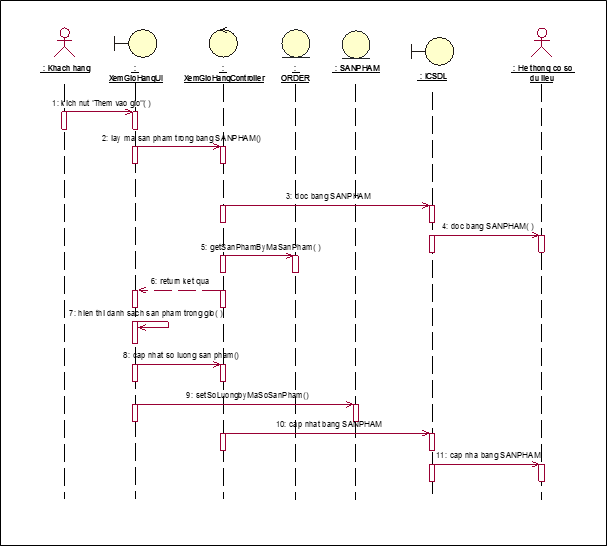 : Khach hang
:
XemGioHangUI
:
XemGioHangController
:
ORDER
: SANPHAM
: ICSDL
: He thong co so
du lieu
1: kich nut "Them vao gio"( )
2: lay ma san pham trong bang SANPHAM()
3: doc bang SANPHAM
4: doc bang SANPHAM( )
5: getSanPhamByMaSanPham( )
6: return ket qua
7: hien thi danh sach san pham trong gio( )
8: cap nhat so luong san pham()
9: setSoLuongbyMaSoSanPham()
10: cap nhat bang SANPHAM
11: cap nha bang SANPHAM